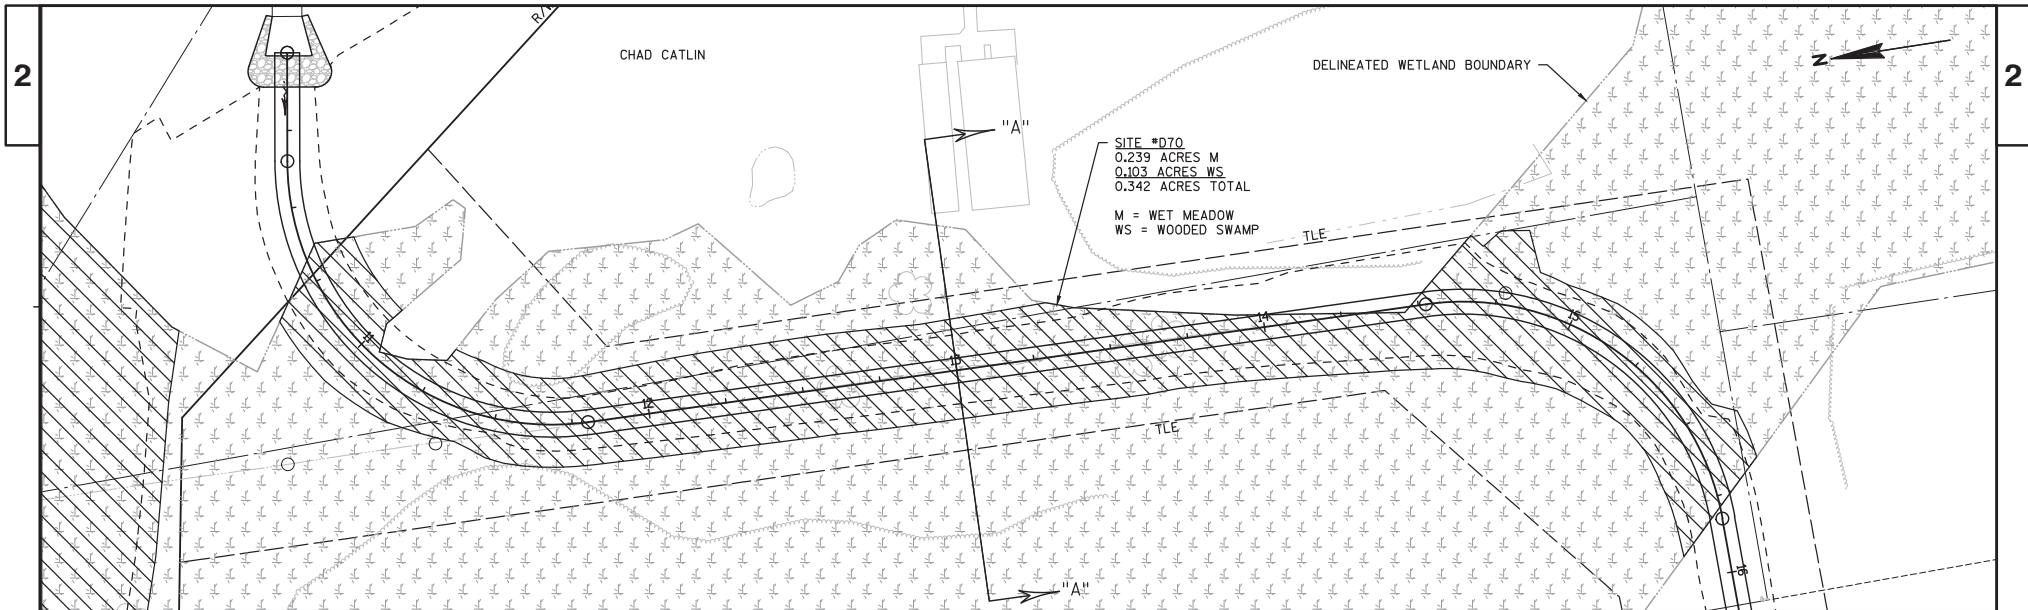 2
R/W
CHAD CATLIN
DELINEATED WETLAND BOUNDARY
N
2
"A"
SITE #D70
0.239 ACRES M
0.103 ACRES WS
0.342 ACRES TOTAL
M = WET MEADOW
WS = WOODED SWAMP
TLE
11
12
13
14
15
TLE
16
"A"